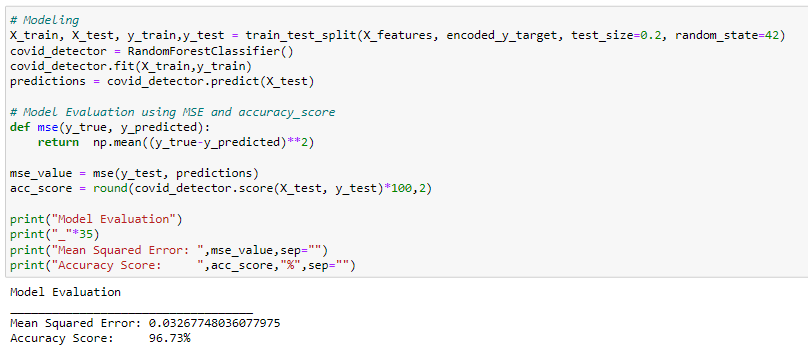 # Modeling
X_train, X_test, y_train,y_test = train_test_split(X_features, encoded_y_target, test_size=0.2, random_state=42)
covid_detector = RandomForestClassifier()
covid_detector.fit(X_train,y_train)
predictions = covid_detector.predict(X_test)

# Model Evaluation using MSE and accuracy_score
def mse(y_true, y_predicted):
    return  np.mean((y_true-y_predicted)**2)

mse_value = mse(y_test, predictions)
acc_score = round(covid_detector.score(X_test, y_test)*100,2)

print("Model Evaluation")
print("_"*35)
print("Mean Squared Error: ",mse_value,sep="")
print("Accuracy Score:     ",acc_score,"%",sep="")
Model Evaluation
___________________________________
Mean Squared Error: 0.03267748036077975
Accuracy Score:     96.73%